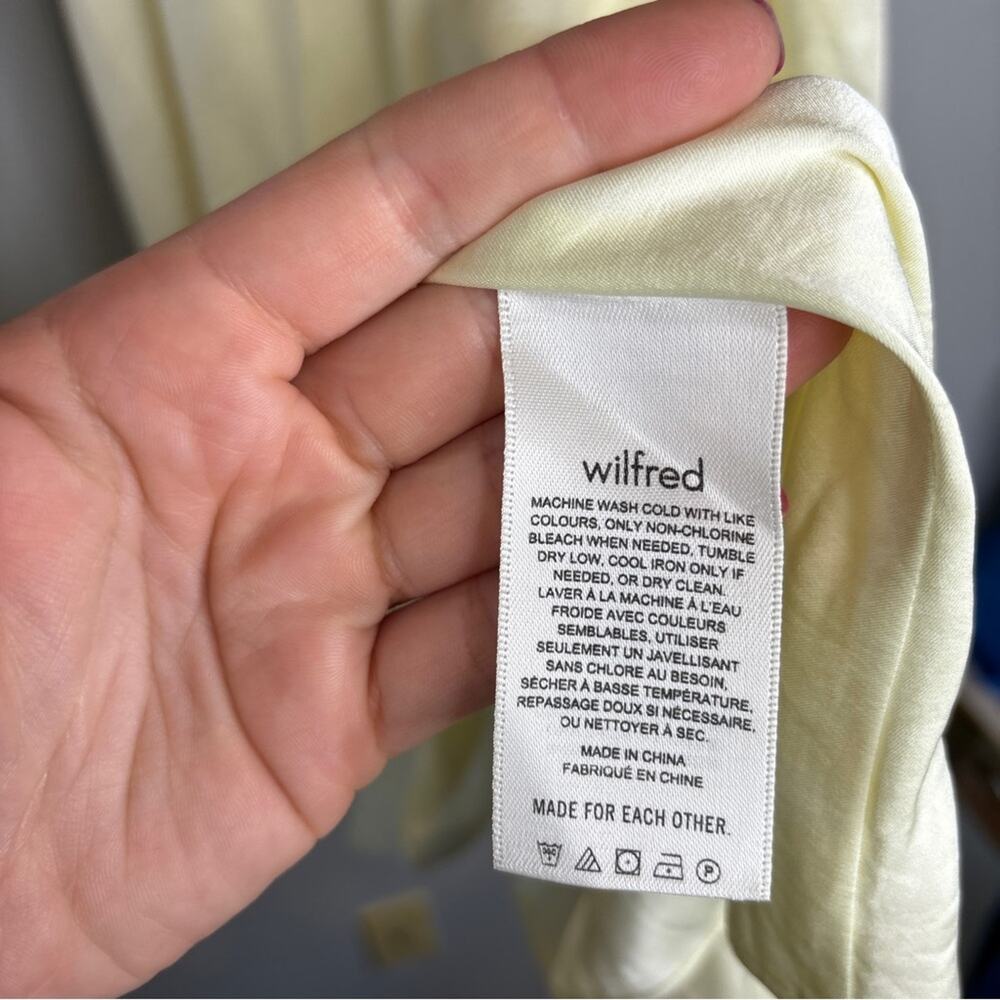 wilfred
MACHINE WASH COLD WITH LIKE
COLOURS, ONLY NON-CHLORINE
BLEACH WHEN NEEDED, TUMBLE
DRY LOW, COOL IRON ONLY IF
NEEDED, OR DRY CLEAN.
LAVER À LA MACHINE À L'EAU
FROIDE AVEC COULEURS
SEMBLABLES, UTILISER
SEULEMENT UN JAVELLISANT
SANS CHLORE AU BESOIN,
SÉCHER À BASSE TEMPÉRATURE,
REPASSAGE DOUX SI NÉCESSAIRE,
OU NETTOYER À SEC.
MADE IN CHINA
FABRIQUÉ EN CHINE
MADE FOR EACH OTHER.
P